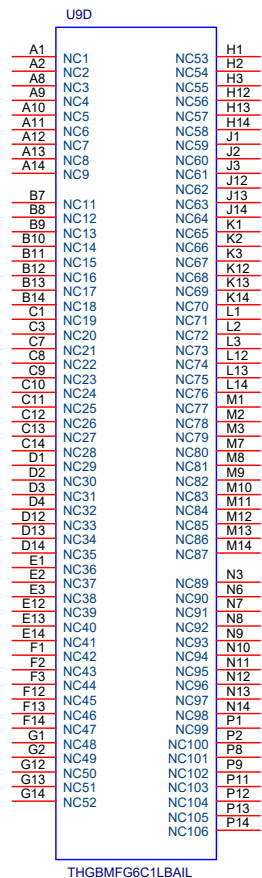 U9D
A1 NC1 NC53 H1
A2 NC2 NC54 H2
A8 NC3 NC55 H3
A9 NC4 NC56 H12
A10 NC5 NC57 H13
A11 NC6 NC58 H14
A12 NC7 NC59 J1
A13 NC8 NC60 J2
A14 NC9 NC61 J3
NC62 J12
B7 NC11 NC63 J13
B8 NC12 NC64 J14
B9 NC13 NC65 K1
B10 NC14 NC66 K2
B11 NC15 NC67 K3
B12 NC16 NC68 K12
B13 NC17 NC69 K13
B14 NC18 NC70 K14
C1 NC19 NC71 L1
C3 NC20 NC72 L2
C7 NC21 NC73 L3
C8 NC22 NC74 L12
C9 NC23 NC75 L13
C10 NC24 NC76 L14
C11 NC25 NC77 M1
C12 NC26 NC78 M2
C13 NC27 NC79 M3
C14 NC28 NC80 M7
D1 NC29 NC81 M8
D2 NC30 NC82 M9
D3 NC31 NC83 M10
D4 NC32 NC84 M11
D12 NC33 NC85 M12
D13 NC34 NC86 M13
D14 NC35 NC87 M14
E1 NC36
E2 NC37 NC89 N3
E3 NC38 NC90 N6
E12 NC39 NC91 N7
E13 NC40 NC92 N8
E14 NC41 NC93 N9
F1 NC42 NC94 N10
F2 NC43 NC95 N11
F3 NC44 NC96 N12
F12 NC45 NC97 N13
F13 NC46 NC98 N14
F14 NC47 NC99 P1
G1 NC48 NC100 P2
G2 NC49 NC101 P8
G12 NC50 NC102 P9
G13 NC51 NC103 P11
G14 NC52 NC104 P12
NC105 P13
NC106 P14
THGBMFG6C1LBAIL